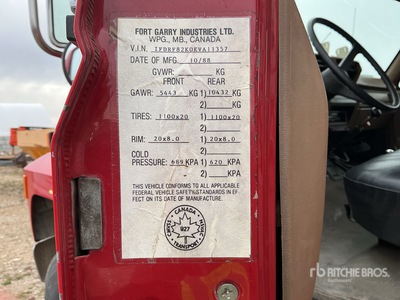 FORT GARRY INDUSTRIES LTD.
WPG., MB., CANADA
V.I.N. 1FDRY82K0KVA11357
DATE OF MFG. 10/88
GVWR: KG
FRONT REAR
GAWR: 5443 KG 1) 10432 KG
2) KG
TIRES: 1100x20 1) 1100x20
2)
RIM: 20x8.0 1) 20x8.0
COLD 2)
PRESSURE: 689 KPA 1) 620 KPA
2) KPA
THIS VEHICLE CONFORMS TO ALL APPLICABLE
FEDERAL VEHICLE SAFETY STANDARDS IN EF
FECT ON ITS DATE OF MANUFACTURE.
CANADA
927
TRANSPORT
rb RITCHIE BROS.